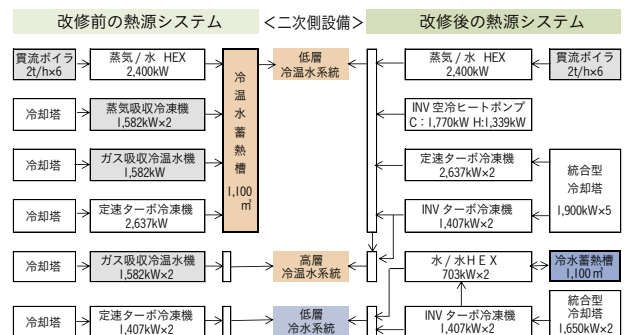 改修前の熱源システム
＜二次側設備＞
改修後の熱源システム
貫流ボイラ
2t/h×6
蒸気/水 HEX
2,400kW
冷却塔
蒸気吸収冷凍機
1,582kW×2
冷却塔
ガス吸収冷温水機
1,582kW
冷却塔
定速ターボ冷凍機
2,637kW
冷却塔
ガス吸収冷温水機
1,582kW×2
冷却塔
定速ターボ冷凍機
1,407kW×2
冷温水蓄熱槽
1,100
㎥
低層
冷温水系統
高層
冷温水系統
低層
冷水系統
蒸気/水 HEX
2,400kW
貫流ボイラ
2t/h×6
INV 空冷ヒートポンプ
C：1,770kW H:1,339kW
定速ターボ冷凍機
2,637kW×2
INV ターボ冷凍機
1,407kW×2
統合型
冷却塔
1,900kW×5
水/水HEX
703kW×2
冷水蓄熱槽
1,100㎥
INV ターボ冷凍機
1,407kW×2
統合型
冷却塔
1,650kW×2